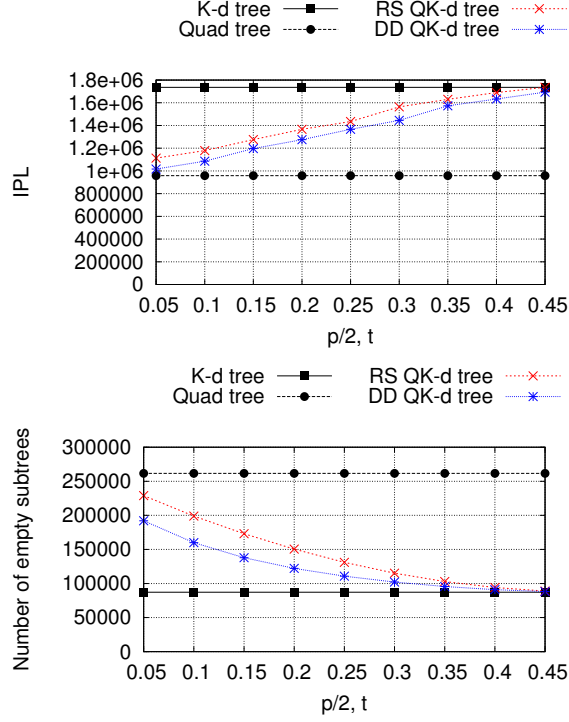 K-d tree
RS QK-d tree
Quad tree
DD QK-d tree
1.8e+06
1.6e+06
1.4e+06
1.2e+06
1e+06
800000
600000
400000
200000
0
IPL
0.05 0.1 0.15 0.2 0.25 0.3 0.35 0.4 0.45
p/2, t
K-d tree
RS QK-d tree
Quad tree
DD QK-d tree
300000
250000
200000
150000
100000
50000
0
Number of empty subtrees
0.05 0.1 0.15 0.2 0.25 0.3 0.35 0.4 0.45
p/2, t